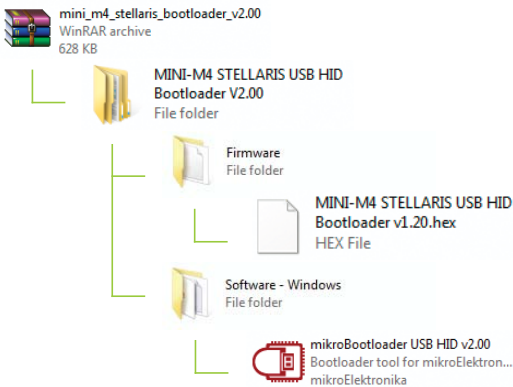 mini_m4_stellaris_bootloader_v2.00
WinRAR archive
628 KB
MINI-M4 STELLARIS USB HID
Bootloader V2.00
File folder
Firmware
File folder
MINI-M4 STELLARIS USB HID
Bootloader v1.20.hex
HEX File
Software - Windows
File folder
mikroBootloader USB HID v2.00
Bootloader tool for mikroElektron...
mikroElektronika